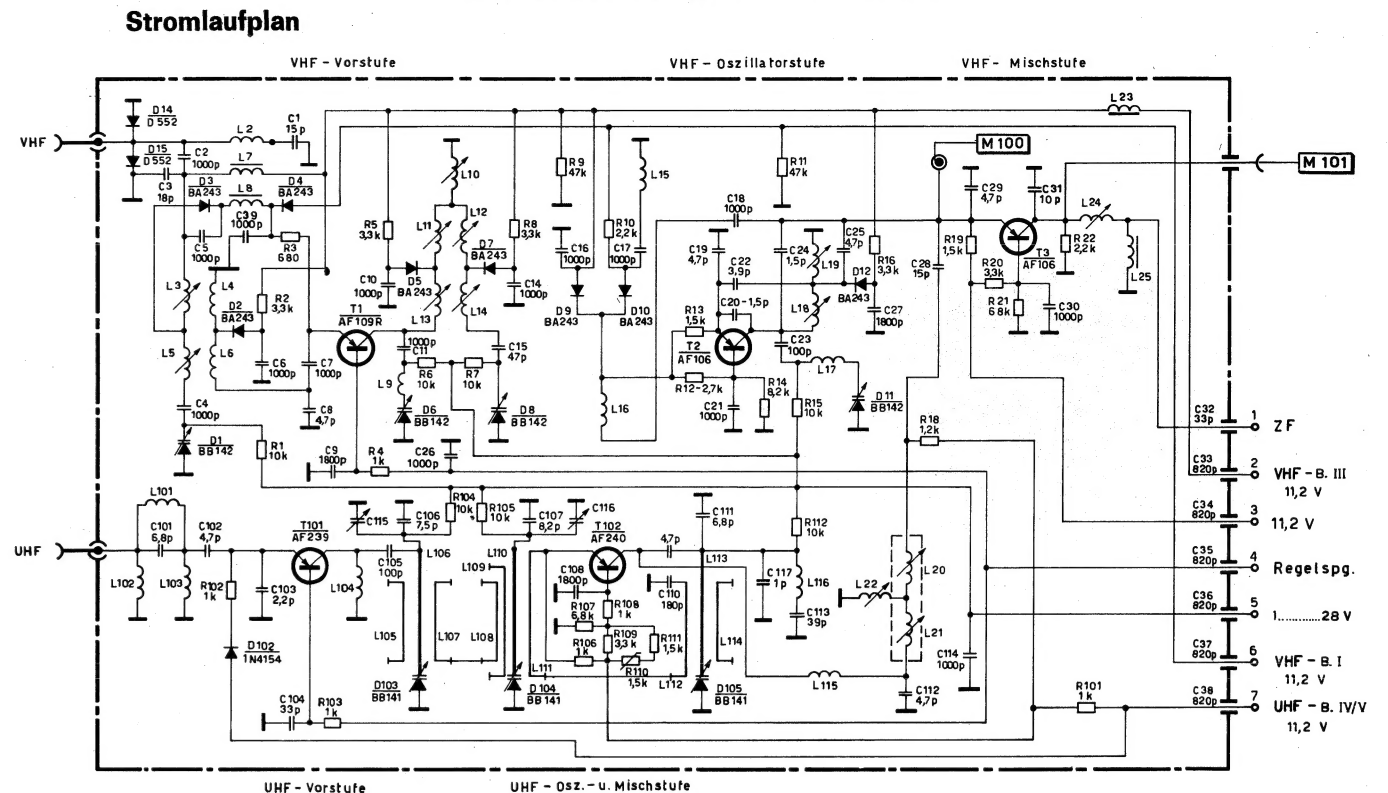 Stromlaufplan
VHF - Vorstufe
VHF - Oszillatorstufe
VHF - Mischstufe
VHF
D14
D 552
D15
D 552
C2
1000p
C3
18p
L2
L7
L8
C1
15p
D3
BA243
D4
BA243
C39
1000p
C5
1000p
R3
680
L3
L4
L5
L6
D2
BA243
R2
3,3k
C6
1000p
C7
1000p
C8
4,7p
C4
1000p
D1
BB142
R1
10k
T1
AF109R
R5
3,3k
C10
1000p
D5
BA243
L10
L11
L12
L13
L14
D7
BA243
R8
3,3k
C14
1000p
1000p
C11
R6
10k
R7
10k
C15
47p
L9
D6
BB142
D8
BB142
C9
1800p
R4
1k
C26
1000p
R9
47k
L15
R10
2,2k
C16
1000p
C17
1000p
D9
BA243
D10
BA243
L16
R11
47k
C18
1000p
C19
4,7p
C22
3,9p
C20-1,5p
C24
1,5p
L19
L18
C25
4,7p
D12
BA243
R16
3,3k
C27
1800p
R13
1,5k
T2
AF106
C23
100p
R12-2,7k
C21
1000p
R14
8,2k
R15
10k
L17
D11
BB142
M 100
C28
15p
C29
4,7p
C31
10p
R19
1,5k
R20
3,3k
R21
6,8k
T3
AF106
C30
1000p
R22
2,2k
L24
L25
L23
M 101
R18
1,2k
C32
33p
1
ZF
C33
820p
2
VHF - B. III
11,2 V
C34
820p
3
11,2 V
C35
820p
4
Regelspg.
C36
820p
5
1............28 V
C37
820p
6
VHF - B. I
11,2 V
C38
820p
7
UHF - B. IV/V
11,2 V
UHF
L101
C101
6,8p
C102
4,7p
L102
L103
R102
1k
C103
2,2p
D102
1N4154
T101
AF239
L104
C104
33p
R103
1k
C115
C106
7,5p
C105
100p
L106
L105
L107
L108
L109
L110
D103
BB141
D104
BB141
R104
10k
R105
10k
C107
8,2p
C116
T102
AF240
L111
C108
1800p
R107
6,8k
R108
1k
R109
3,3k
R106
1k
R110
1,5k
R111
1,5k
4,7p
C110
180p
L112
C111
6,8p
L113
L114
D105
BB141
R112
10k
C117
1p
L116
C113
39p
L115
L22
L20
L21
C112
4,7p
C114
1000p
R101
1k
UHF - Vorstufe
UHF - Osz.- u. Mischstufe